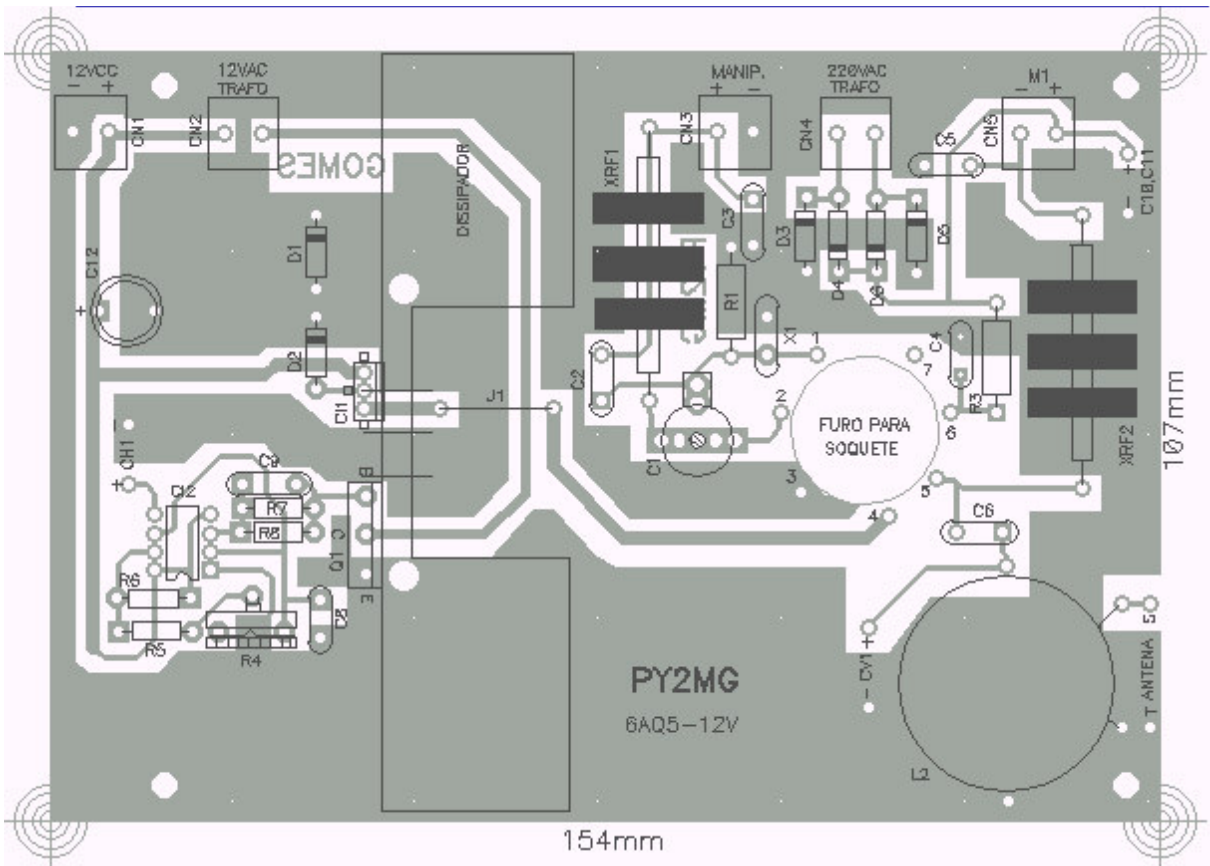 12VCC
- +
CN1
12VAC
TRAFO
CN2
GOMES
DISSIPADOR
MANIP.
+ -
CN3
XRF1
220VAC
TRAFO
CN4
M1
- +
CN5
C5
+ -
C10,C11
C12
+
D1
D2
C3
R1
X1
D3
D4
D6
D5
C4
R3
XRF2
107mm
C2
C1
1
2
3
4
5
6
7
FURO PARA
SOQUETE
CI1
J1
-
CH1
+
CI2
C9
R7
R8
Q1
B
C
E
R6
R5
R4
C8
C6
PY2MG
6AQ5-12V
- CV1 +
L2
S
T ANTENA
154mm